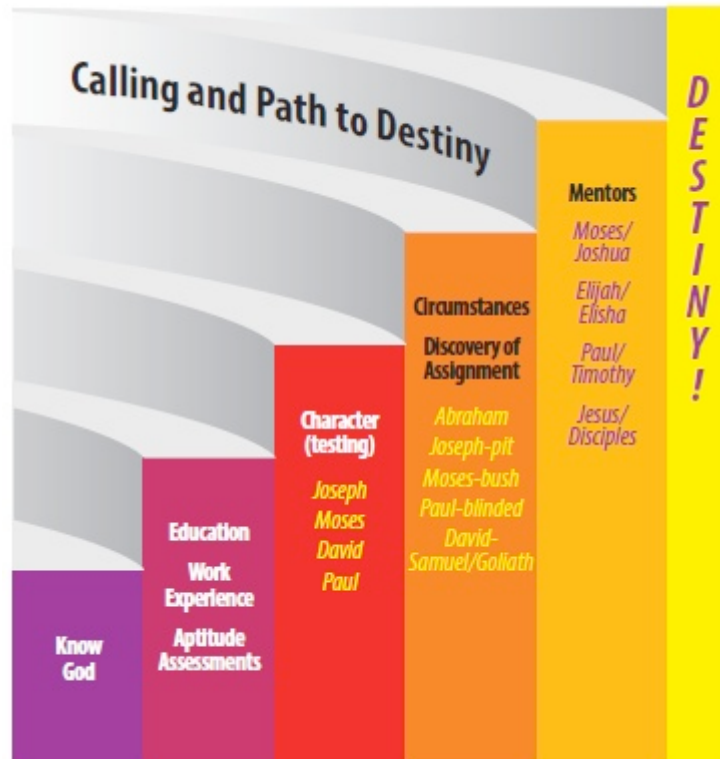 Calling and Path to Destiny
Know
God
Education
Work
Experience
Aptitude
Assessments
Character
(testing)
Joseph
Moses
David
Paul
Circumstances
Discovery of
Assignment
Abraham
Joseph-pit
Moses-bush
Paul-blinded
David-
Samuel/Goliath
Mentors
Moses/
Joshua
Elijah/
Elisha
Paul/
Timothy
Jesus/
Disciples
DESTINY!